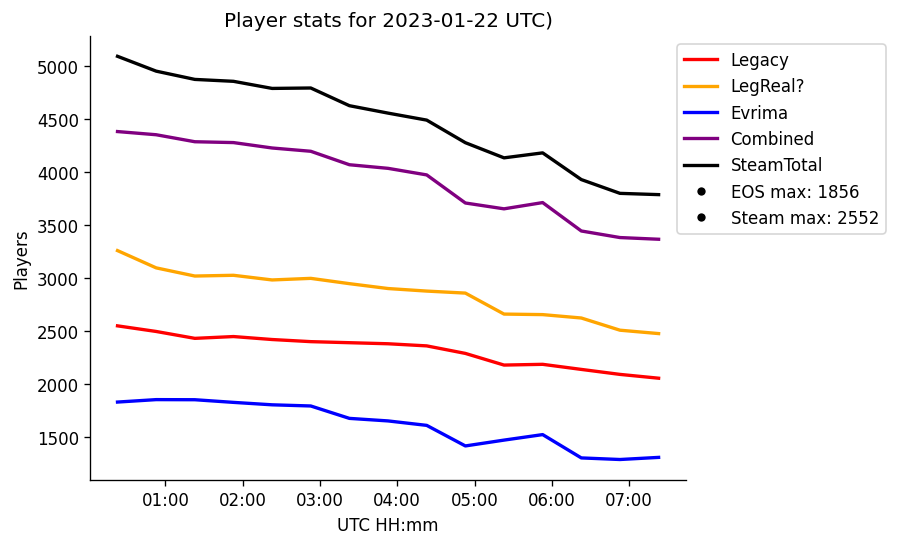 Player stats for 2023-01-22 UTC)
Legacy
LegReal?
Evrima
Combined
SteamTotal
EOS max: 1856
Steam max: 2552
Players
5000
4500
4000
3500
3000
2500
2000
1500
01:00 02:00 03:00 04:00 05:00 06:00 07:00
UTC HH:mm